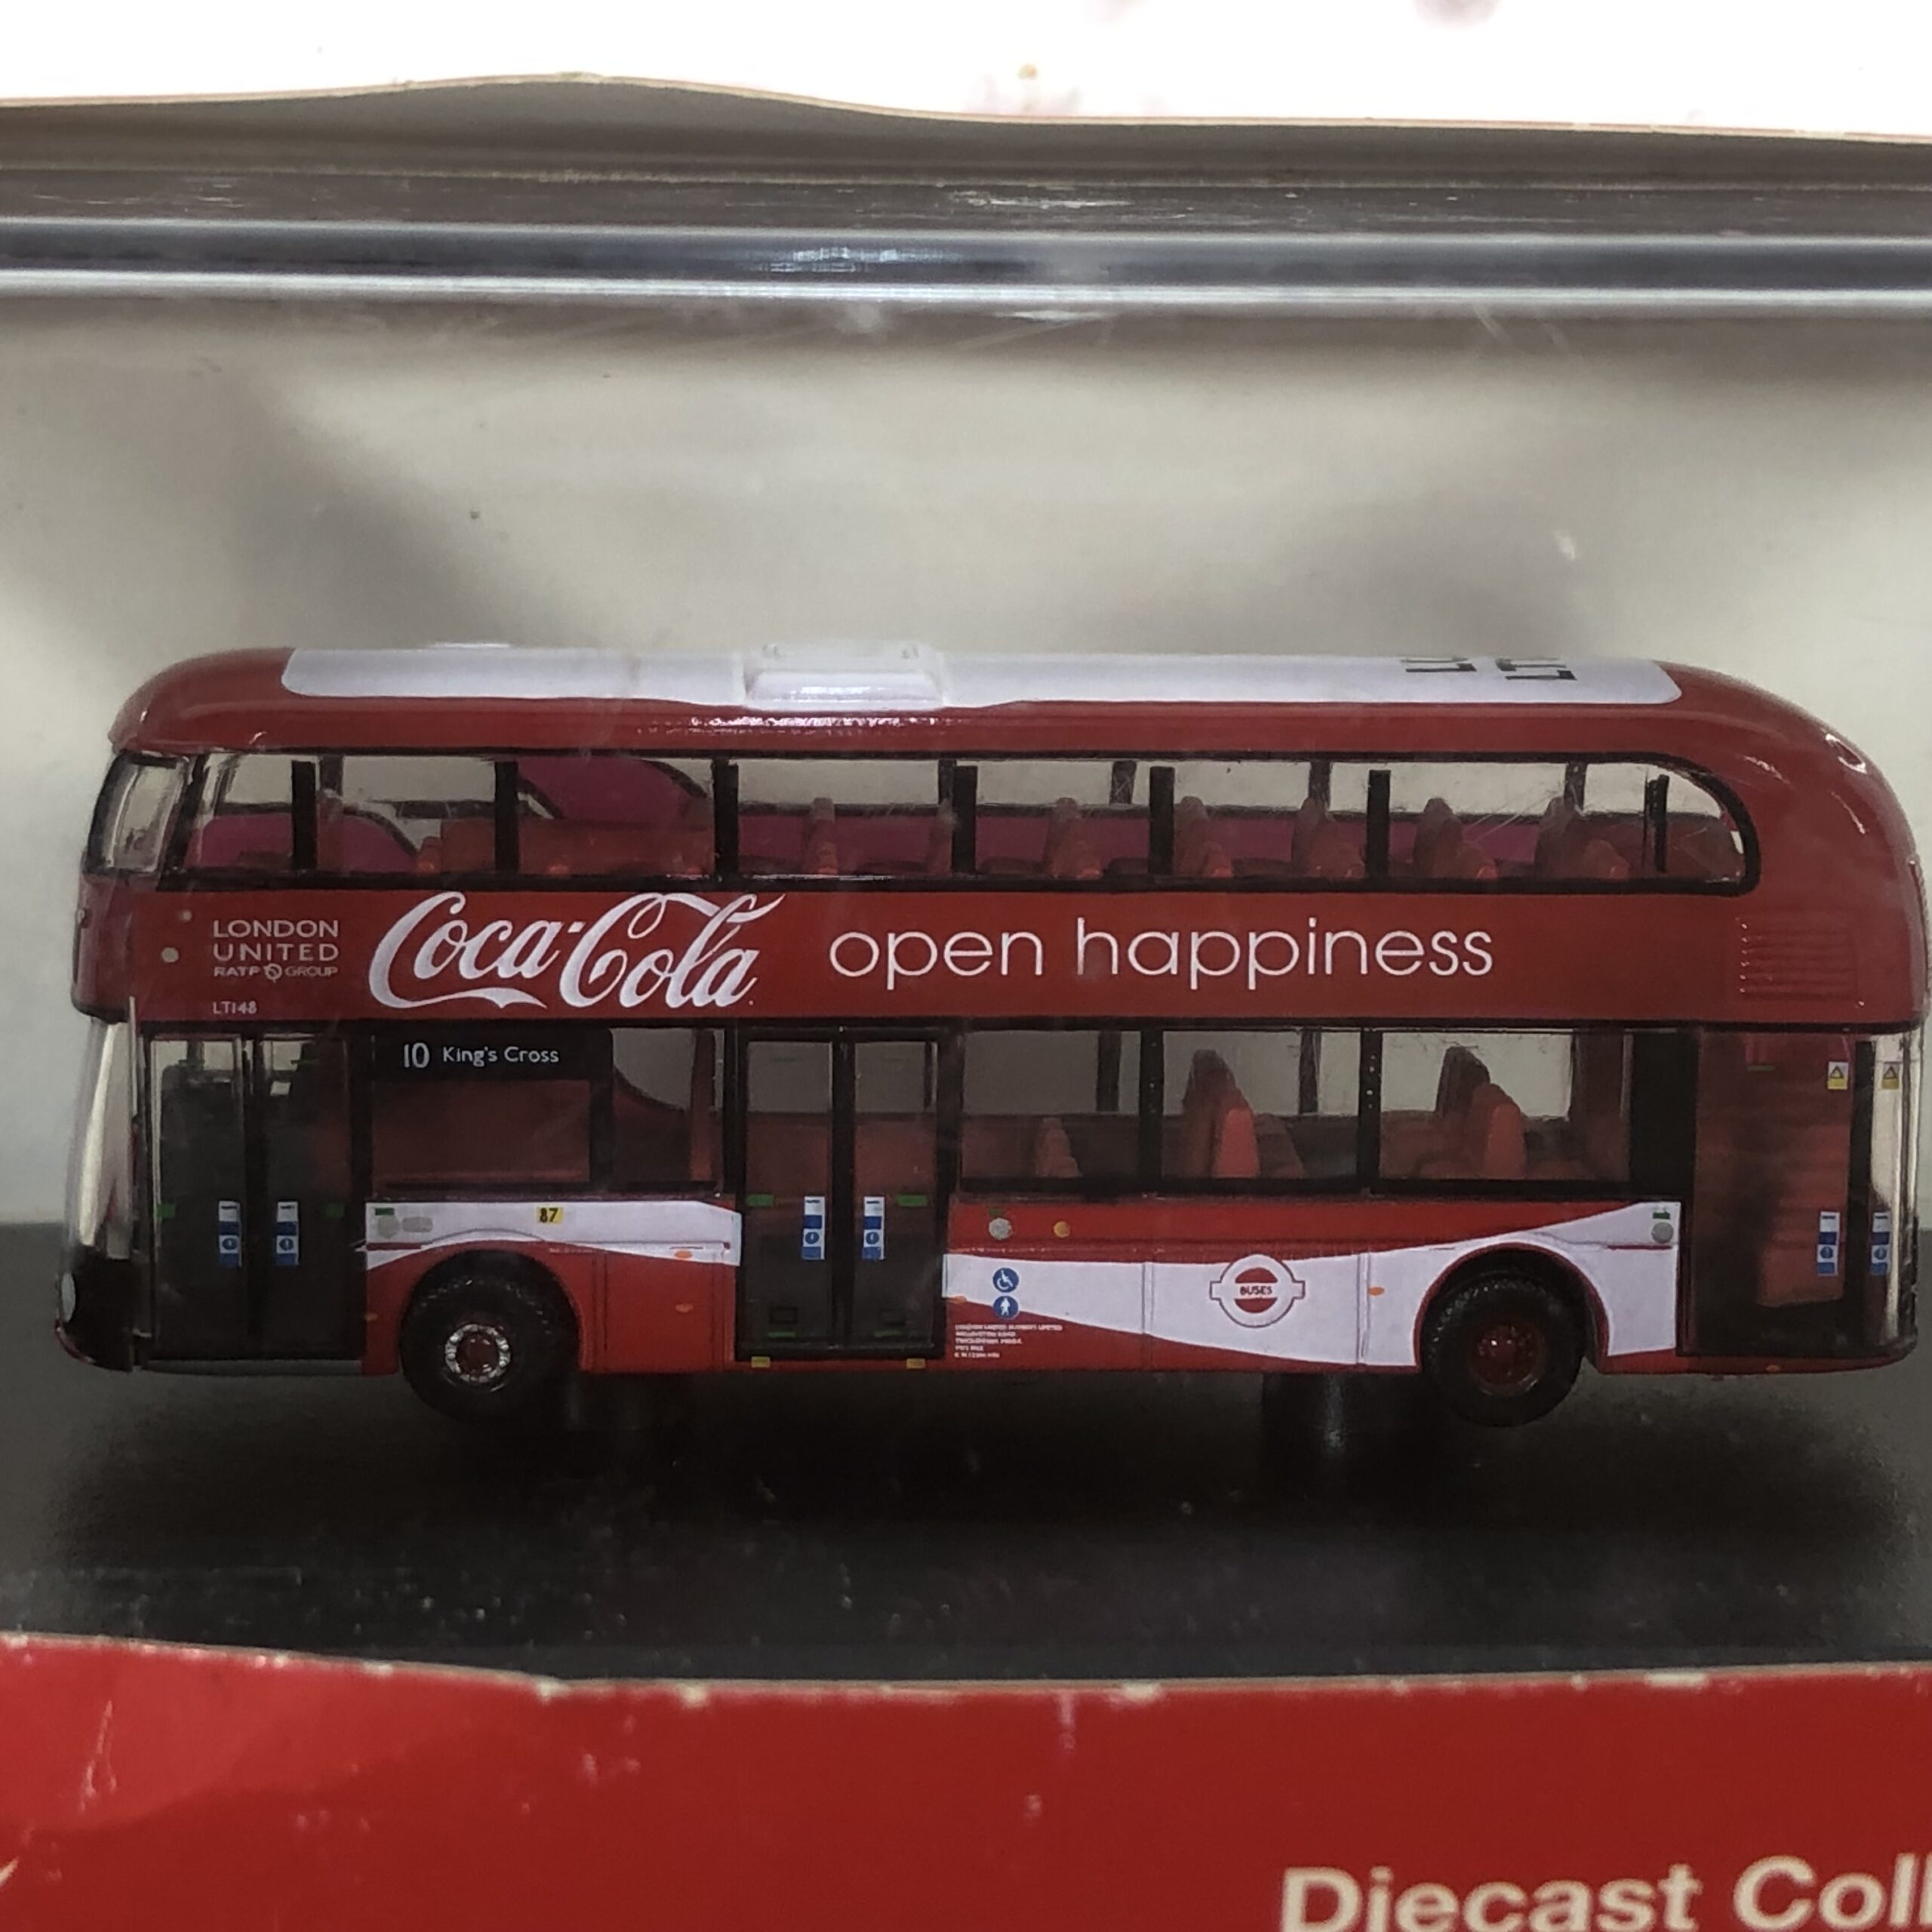 LONDON
UNITED
RATP GROUP
LT148
Coca-Cola
open happiness
10 King's Cross
87
BUSES
Diecast Coll